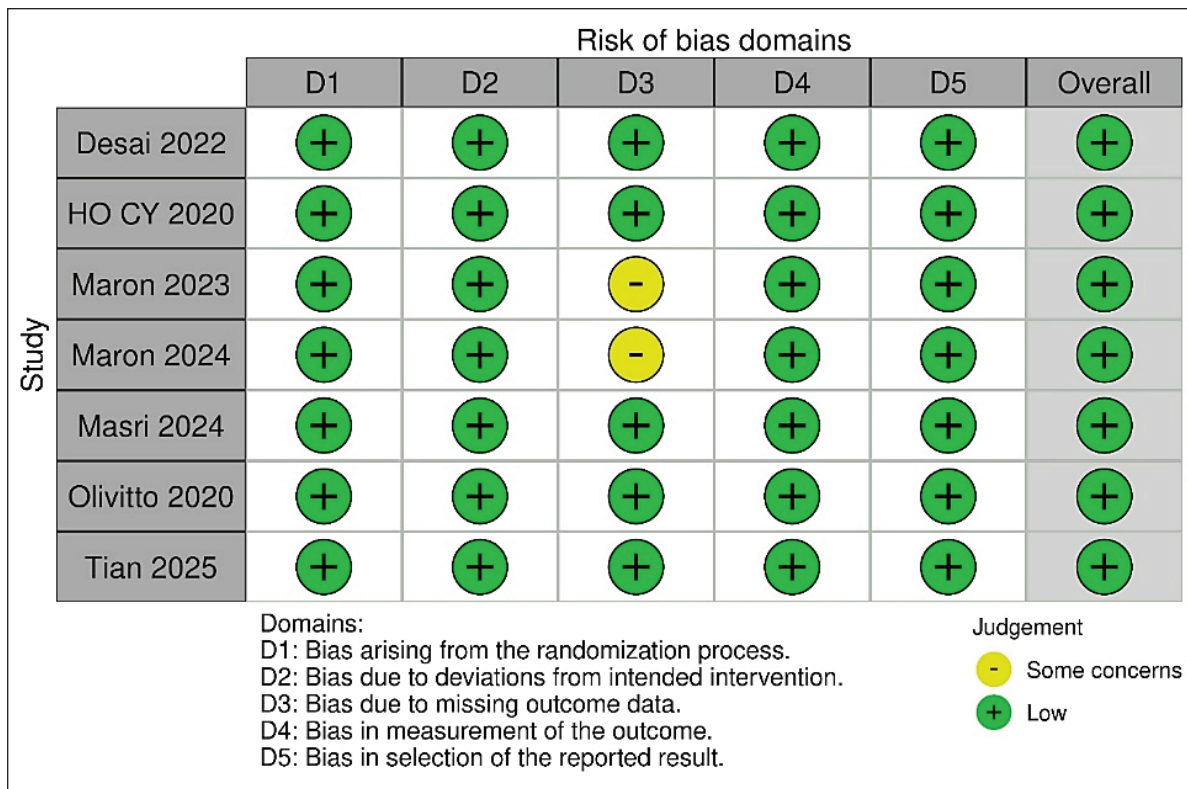 Risk of bias domains
D1 D2 D3 D4 D5 Overall
Study
Desai 2022 + + + + + +
HO CY 2020 + + + + + +
Maron 2023 + + - + + +
Maron 2024 + + - + + +
Masri 2024 + + + + + +
Olivitto 2020 + + + + + +
Tian 2025 + + + + + +
Domains:
D1: Bias arising from the randomization process.
D2: Bias due to deviations from intended intervention.
D3: Bias due to missing outcome data.
D4: Bias in measurement of the outcome.
D5: Bias in selection of the reported result.
Judgement
- Some concerns
+ Low